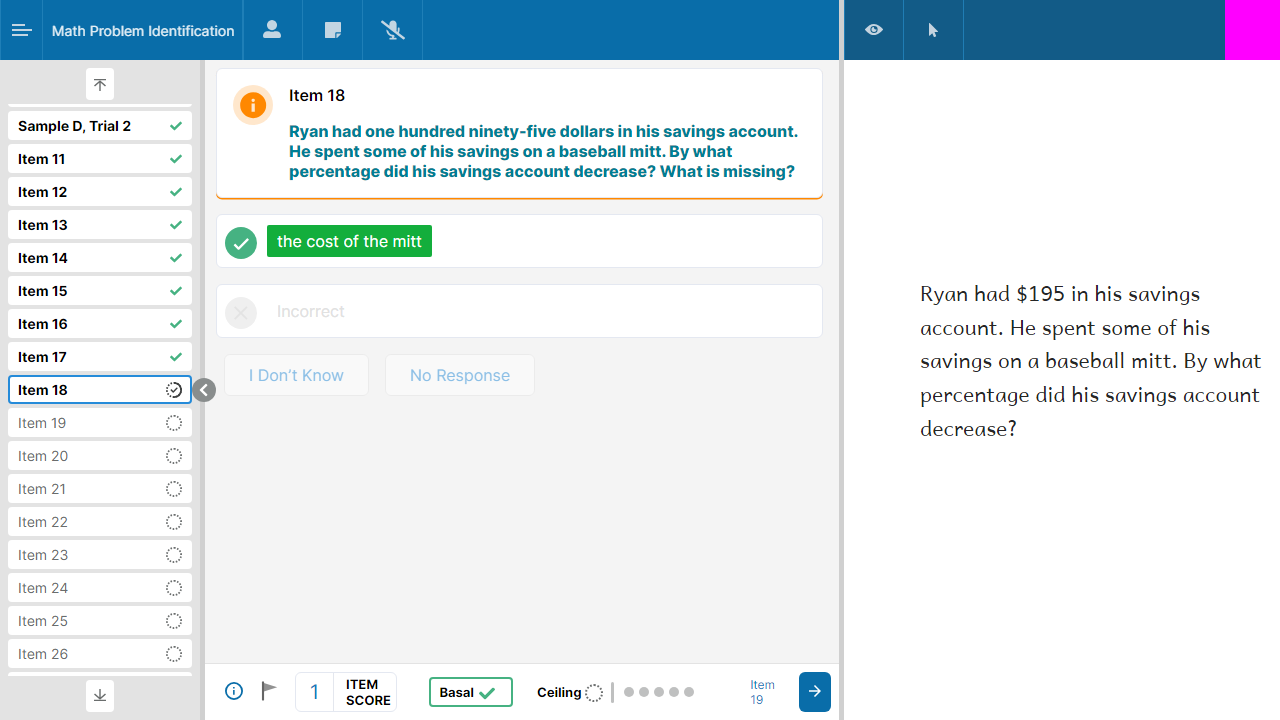 Math Problem Identification
Sample D, Trial 2
Item 11
Item 12
Item 13
Item 14
Item 15
Item 16
Item 17
Item 18
Item 19
Item 20
Item 21
Item 22
Item 23
Item 24
Item 25
Item 26
Item 18
Ryan had one hundred ninety-five dollars in his savings account.
He spent some of his savings on a baseball mitt. By what
percentage did his savings account decrease? What is missing?
the cost of the mitt
Incorrect
I Don't Know
No Response
1
ITEM
SCORE
Basal
Ceiling
Item
19
Ryan had $195 in his savings
account. He spent some of his
savings on a baseball mitt. By what
percentage did his savings account
decrease?